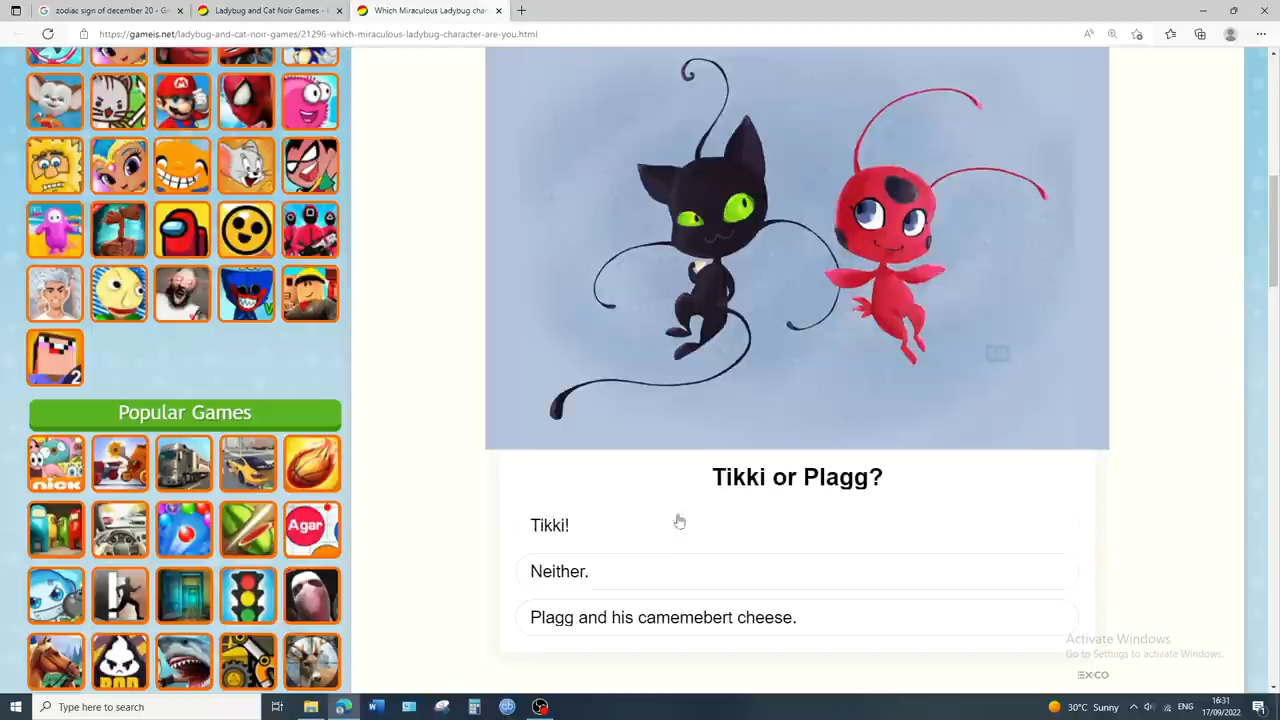 zodiac sign of december 20 - G
Ladybug and Cat Noir Games. -
Which Miraculous Ladybug cha
https://gameis.net/ladybug-and-cat-noir-games/21296-which-miraculous-ladybug-character-are-you.html
2
Popular Games
nick
Agar
Tikki or Plagg?
Tikki!
Neither.
Plagg and his camemebert cheese.
Activate Windows
Go to Settings to activate Windows.
Type here to search
30°C Sunny
ENG
16:31
17/09/2022